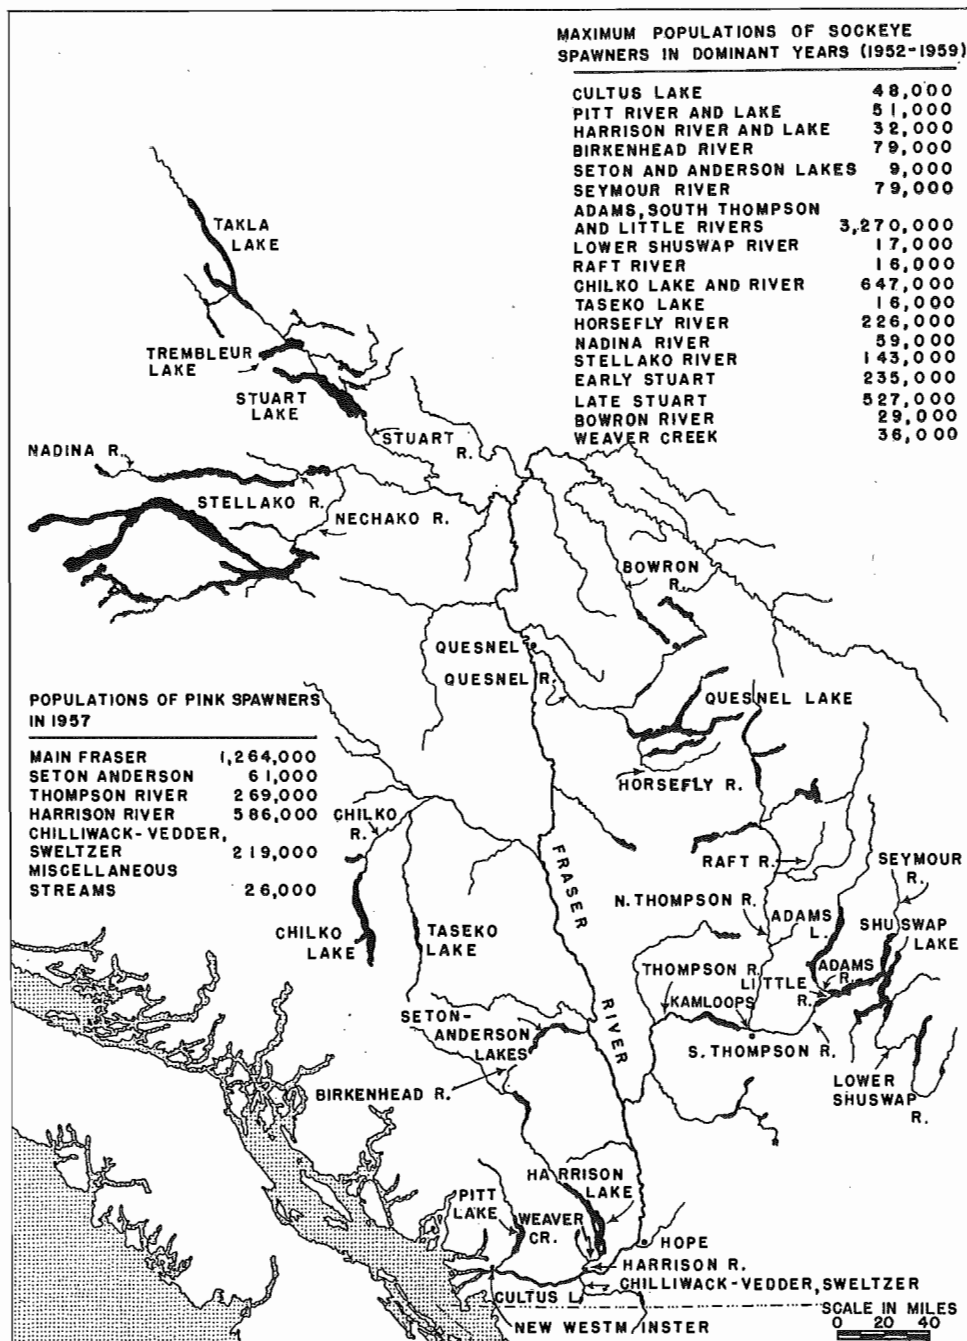 MAXIMUM POPULATIONS OF SOCKEYE
SPAWNERS IN DOMINANT YEARS (1952-1959)
CULTUS LAKE 48,000
PITT RIVER AND LAKE 51,000
HARRISON RIVER AND LAKE 32,000
BIRKENHEAD RIVER 79,000
SETON AND ANDERSON LAKES 9,000
SEYMOUR RIVER 79,000
ADAMS, SOUTH THOMPSON
AND LITTLE RIVERS 3,270,000
LOWER SHUSWAP RIVER 17,000
RAFT RIVER 16,000
CHILKO LAKE AND RIVER 647,000
TASEKO LAKE 16,000
HORSEFLY RIVER 226,000
NADINA RIVER 59,000
STELLAKO RIVER 143,000
EARLY STUART 235,000
LATE STUART 527,000
BOWRON RIVER 29,000
WEAVER CREEK 36,000
TAKLA
LAKE
TREMBLEUR
LAKE
STUART
LAKE
STUART
R.
NADINA R.
STELLAKO R.
NECHAKO R.
BOWRON
R.
QUESNEL
QUESNEL R.
QUESNEL LAKE
HORSEFLY R.
POPULATIONS OF PINK SPAWNERS
IN 1957
MAIN FRASER 1,264,000
SETON ANDERSON 61,000
THOMPSON RIVER 269,000
HARRISON RIVER 586,000
CHILLIWACK-VEDDER,
SWELTZER 219,000
MISCELLANEOUS
STREAMS 26,000
CHILKO
R.
CHILKO
LAKE
TASEKO
LAKE
FRASER
RIVER
RAFT R.
SEYMOUR
R.
N. THOMPSON R.
ADAMS
L.
SHUSWAP
LAKE
THOMPSON R.
LITTLE
R.
ADAMS
R.
KAMLOOPS
S. THOMPSON R.
LOWER
SHUSWAP
R.
SETON-
ANDERSON
LAKES
BIRKENHEAD R.
HARRISON
LAKE
PITT
LAKE
WEAVER
CR.
HOPE
HARRISON R.
CHILLIWACK-VEDDER, SWELTZER
CULTUS L.
NEW WESTMINSTER
SCALE IN MILES
0 20 40